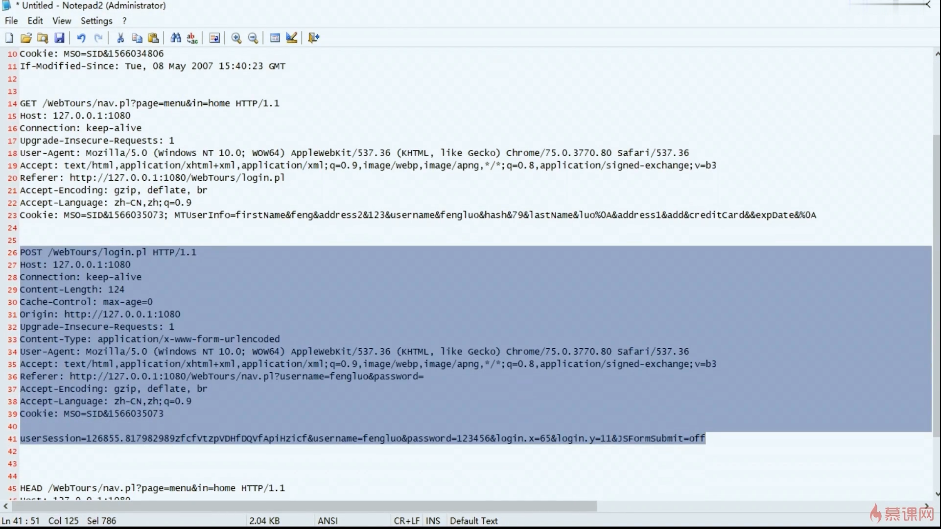 * Untitled - Notepad2 (Administrator)
File Edit View Settings ?
10 Cookie: MSO=SID&1566034806
11 If-Modified-Since: Tue, 08 May 2007 15:40:23 GMT
12
13
14 GET /WebTours/nav.pl?page=menu&in=home HTTP/1.1
15 Host: 127.0.0.1:1080
16 Connection: keep-alive
17 Upgrade-Insecure-Requests: 1
18 User-Agent: Mozilla/5.0 (Windows NT 10.0; WOW64) AppleWebKit/537.36 (KHTML, like Gecko) Chrome/75.0.3770.80 Safari/537.36
19 Accept: text/html,application/xhtml+xml,application/xml;q=0.9,image/webp,image/apng,*/*;q=0.8,application/signed-exchange;v=b3
20 Referer: http://127.0.0.1:1080/WebTours/login.pl
21 Accept-Encoding: gzip, deflate, br
22 Accept-Language: zh-CN,zh;q=0.9
23 Cookie: MSO=SID&1566035073; MTUserInfo=firstName&feng&address2&123&username&fengluo&hash&79&lastName&luo%0A&address1&add&creditCard&&expDate&%0A
24
25
26 POST /WebTours/login.pl HTTP/1.1
27 Host: 127.0.0.1:1080
28 Connection: keep-alive
29 Content-Length: 124
30 Cache-Control: max-age=0
31 Origin: http://127.0.0.1:1080
32 Upgrade-Insecure-Requests: 1
33 Content-Type: application/x-www-form-urlencoded
34 User-Agent: Mozilla/5.0 (Windows NT 10.0; WOW64) AppleWebKit/537.36 (KHTML, like Gecko) Chrome/75.0.3770.80 Safari/537.36
35 Accept: text/html,application/xhtml+xml,application/xml;q=0.9,image/webp,image/apng,*/*;q=0.8,application/signed-exchange;v=b3
36 Referer: http://127.0.0.1:1080/WebTours/nav.pl?username=fengluo&password=
37 Accept-Encoding: gzip, deflate, br
38 Accept-Language: zh-CN,zh;q=0.9
39 Cookie: MSO=SID&1566035073
40
41 userSession=126855.817982989zfcfVtzpVDHfDQVfApiHzicf&username=fengluo&password=123456&login.x=65&login.y=11&JSFormSubmit=off
42
43
44
45 HEAD /WebTours/nav.pl?page=menu&in=home HTTP/1.1
46 Host: 127.0.0.1:1080
Ln 41 : 51 Col 125 Sel 786 2.04 KB ANSI CR+LF INS Default Text
慕课网